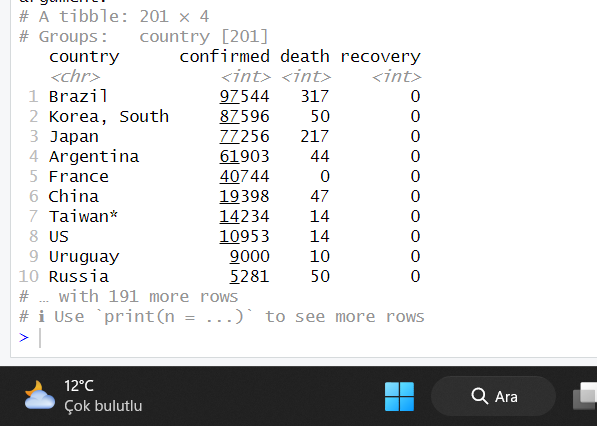 argument.
# A tibble: 201 × 4
# Groups:   country [201]
   country      confirmed death recovery
   <chr>            <int> <int>    <int>
 1 Brazil           97544   317        0
 2 Korea, South     87596    50        0
 3 Japan            77256   217        0
 4 Argentina        61903    44        0
 5 France           40744     0        0
 6 China            19398    47        0
 7 Taiwan*          14234    14        0
 8 US               10953    14        0
 9 Uruguay           9000    10        0
10 Russia            5281    50        0
# … with 191 more rows
# ℹ Use `print(n = ...)` to see more rows
>
12°C
Çok bulutlu
Ara